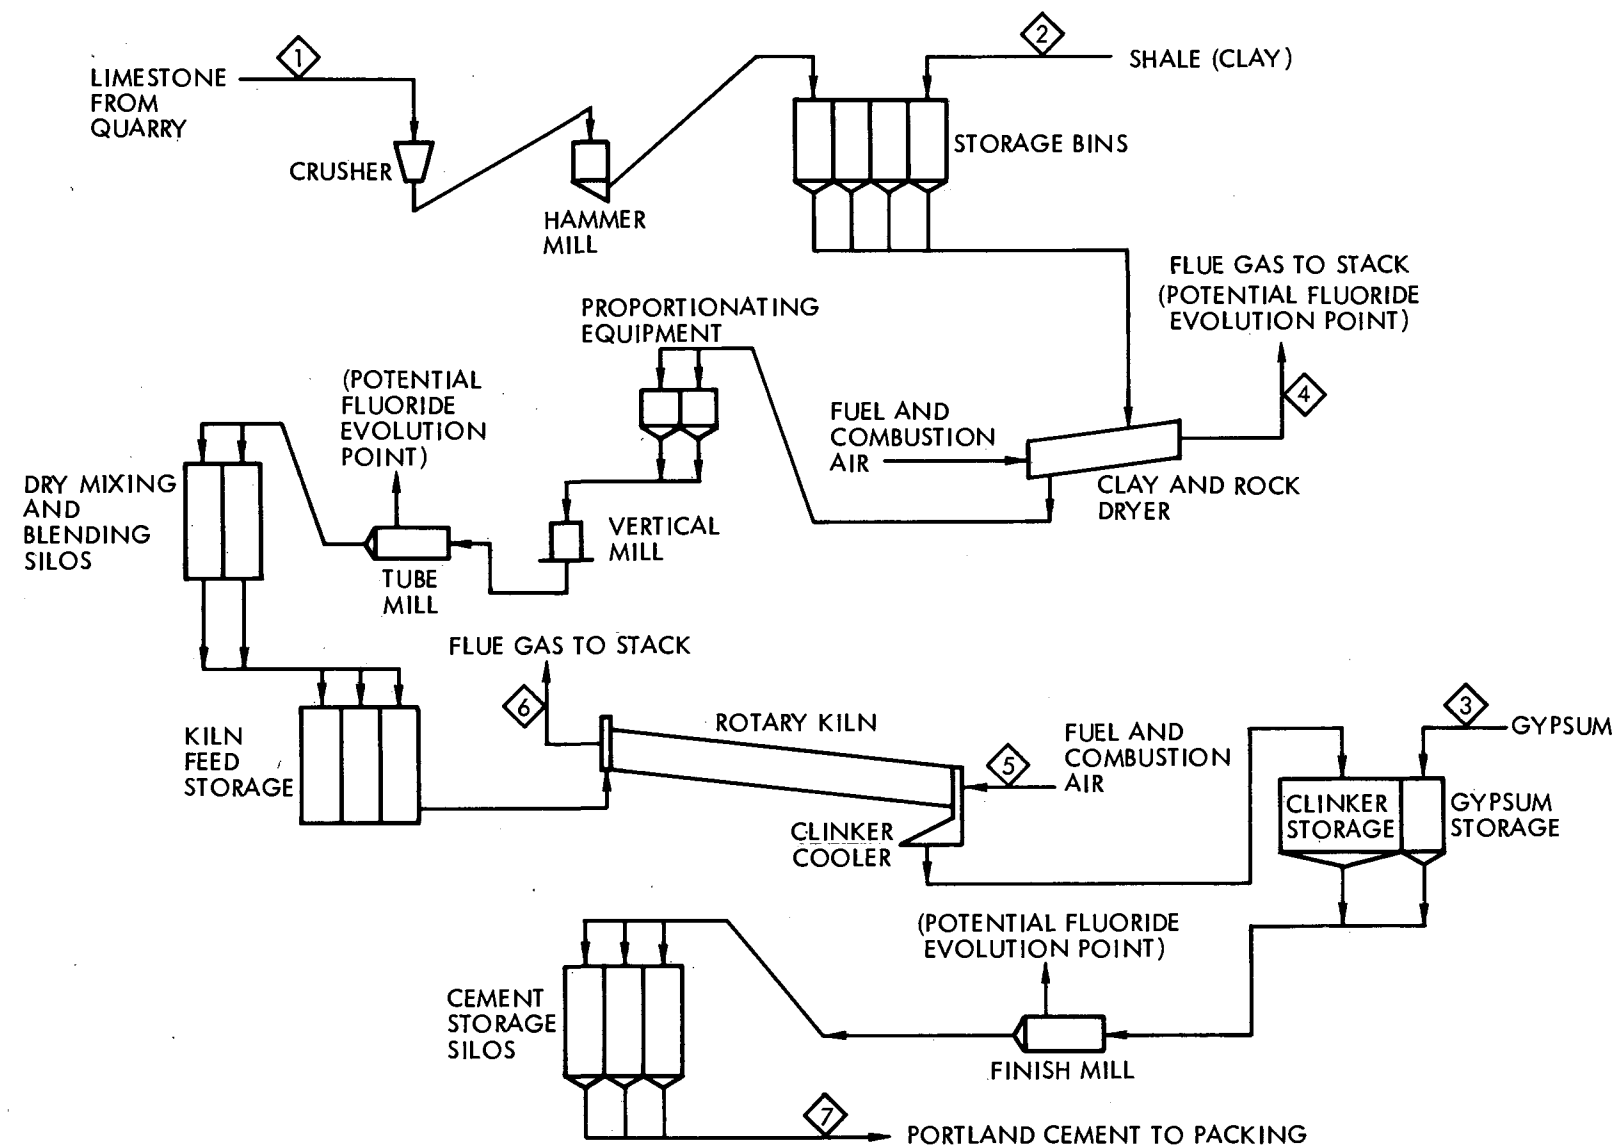 1
LIMESTONE
FROM
QUARRY
CRUSHER
HAMMER
MILL
2
SHALE (CLAY)
STORAGE BINS
FLUE GAS TO STACK
(POTENTIAL FLUORIDE
EVOLUTION POINT)
4
FUEL AND
COMBUSTION
AIR
CLAY AND ROCK
DRYER
PROPORTIONATING
EQUIPMENT
VERTICAL
MILL
(POTENTIAL
FLUORIDE
EVOLUTION
POINT)
TUBE
MILL
DRY MIXING
AND
BLENDING
SILOS
KILN
FEED
STORAGE
FLUE GAS TO STACK
6
ROTARY KILN
5
FUEL AND
COMBUSTION
AIR
CLINKER
COOLER
3
GYPSUM
CLINKER
STORAGE
GYPSUM
STORAGE
(POTENTIAL FLUORIDE
EVOLUTION POINT)
FINISH MILL
CEMENT
STORAGE
SILOS
7
PORTLAND CEMENT TO PACKING